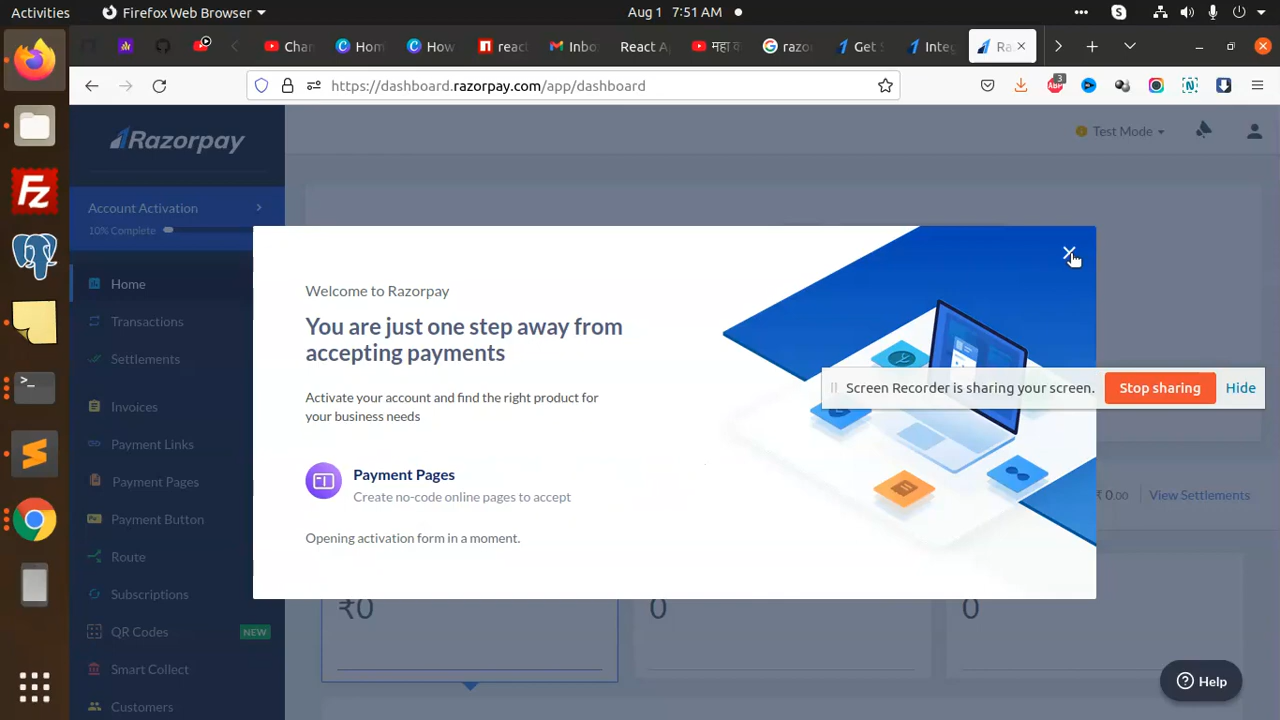 Activities
Firefox Web Browser
Aug 1 7:51 AM
Chan
Hom
How
react
Inbo
React A
razor
Get S
Integ
Ra
https://dashboard.razorpay.com/app/dashboard
3
Razorpay
Test Mode
Account Activation
10% Complete
Home
Transactions
Settlements
Invoices
Payment Links
Payment Pages
Payment Button
Route
Subscriptions
QR Codes NEW
Smart Collect
Customers
Welcome to Razorpay
You are just one step away from
accepting payments
Activate your account and find the right product for
your business needs
Payment Pages
Create no-code online pages to accept
Opening activation form in a moment.
Screen Recorder is sharing your screen.
Stop sharing
Hide
₹ 0.00
View Settlements
₹0
0
0
Help